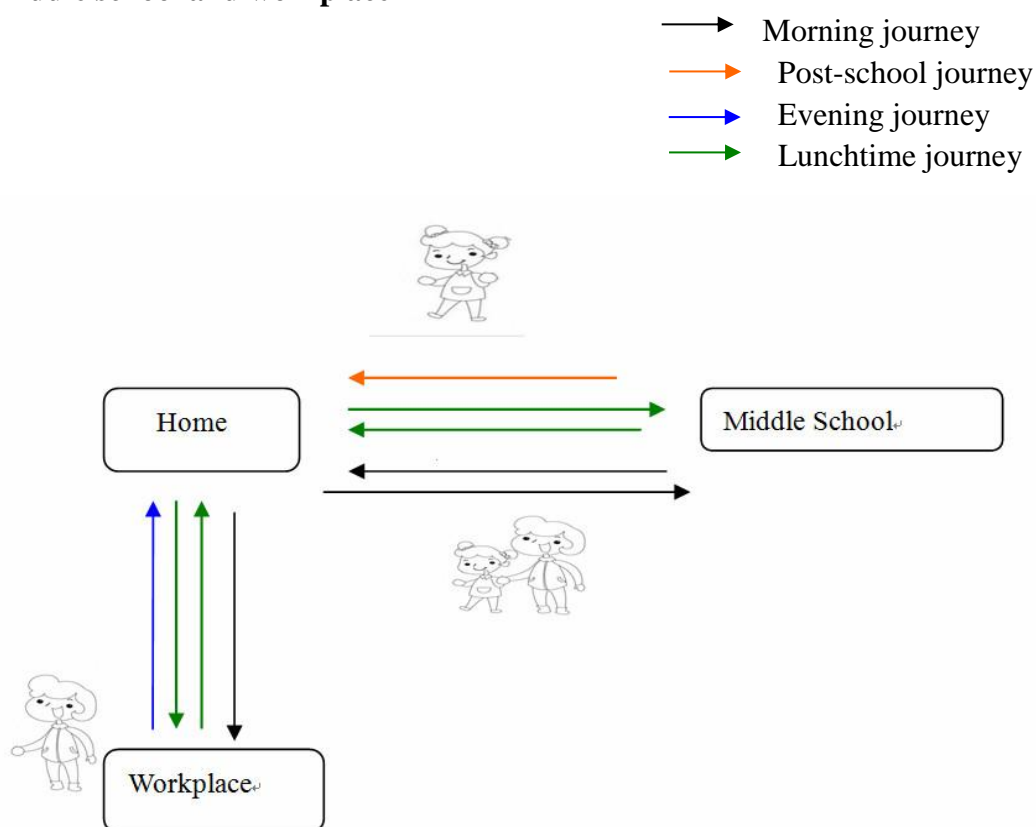 Morning journey
Post-school journey
Evening journey
Lunchtime journey
Home
Middle School
Workplace